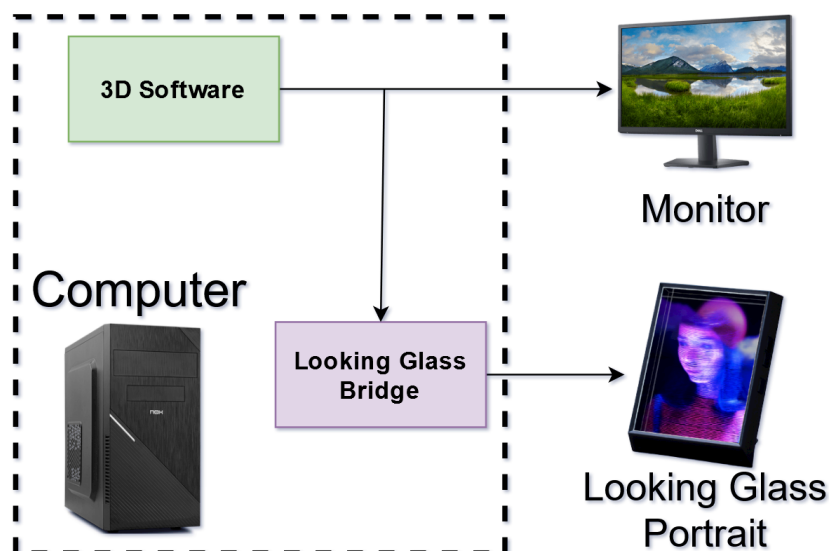 3D Software
Monitor
Computer
Looking Glass
Bridge
Looking Glass
Portrait